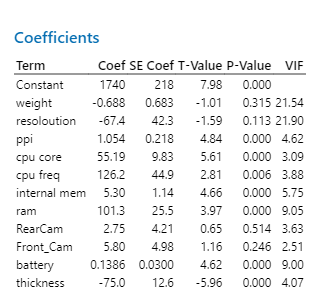 Coefficients
Term Coef SE Coef T-Value P-Value VIF
Constant 1740 218 7.98 0.000
weight -0.688 0.683 -1.01 0.315 21.54
resoloution -67.4 42.3 -1.59 0.113 21.90
ppi 1.054 0.218 4.84 0.000 4.62
cpu core 55.19 9.83 5.61 0.000 3.09
cpu freq 126.2 44.9 2.81 0.006 3.88
internal mem 5.30 1.14 4.66 0.000 5.75
ram 101.3 25.5 3.97 0.000 9.05
RearCam 2.75 4.21 0.65 0.514 3.63
Front_Cam 5.80 4.98 1.16 0.246 2.51
battery 0.1386 0.0300 4.62 0.000 9.00
thickness -75.0 12.6 -5.96 0.000 4.07